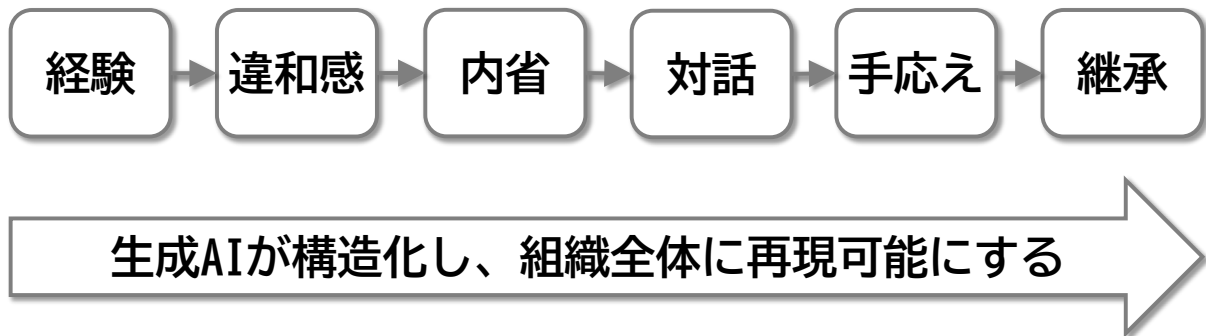 経験
違和感
内省
対話
手応え
継承
生成AIが構造化し、組織全体に再現可能にする